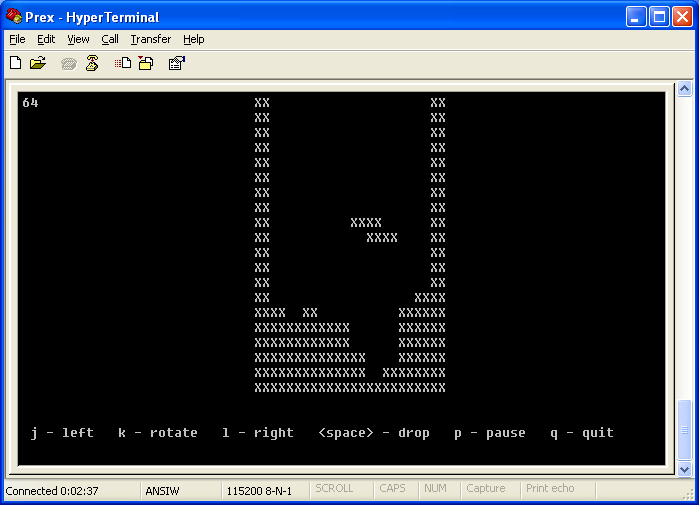 Prex - HyperTerminal
File Edit View Call Transfer Help
64 XX XX
XX XX
XX XX
XX XX
XX XX
XX XX
XX XX
XX XX
XX XXXX XX
XX XXXX XX
XX XX
XX XX
XX XX
XX XXXX
XXXX XX XXXXXX
XXXXXXXXXXXX XXXXXX
XXXXXXXXXXXX XXXXXX
XXXXXXXXXXXXXX XXXXXX
XXXXXXXXXXXXXX XXXXXXXX
XXXXXXXXXXXXXXXXXXXXXXXX
j - left k - rotate l - right <space> - drop p - pause q - quit
Connected 0:02:37 ANSIW 115200 8-N-1 SCROLL CAPS NUM Capture Print echo